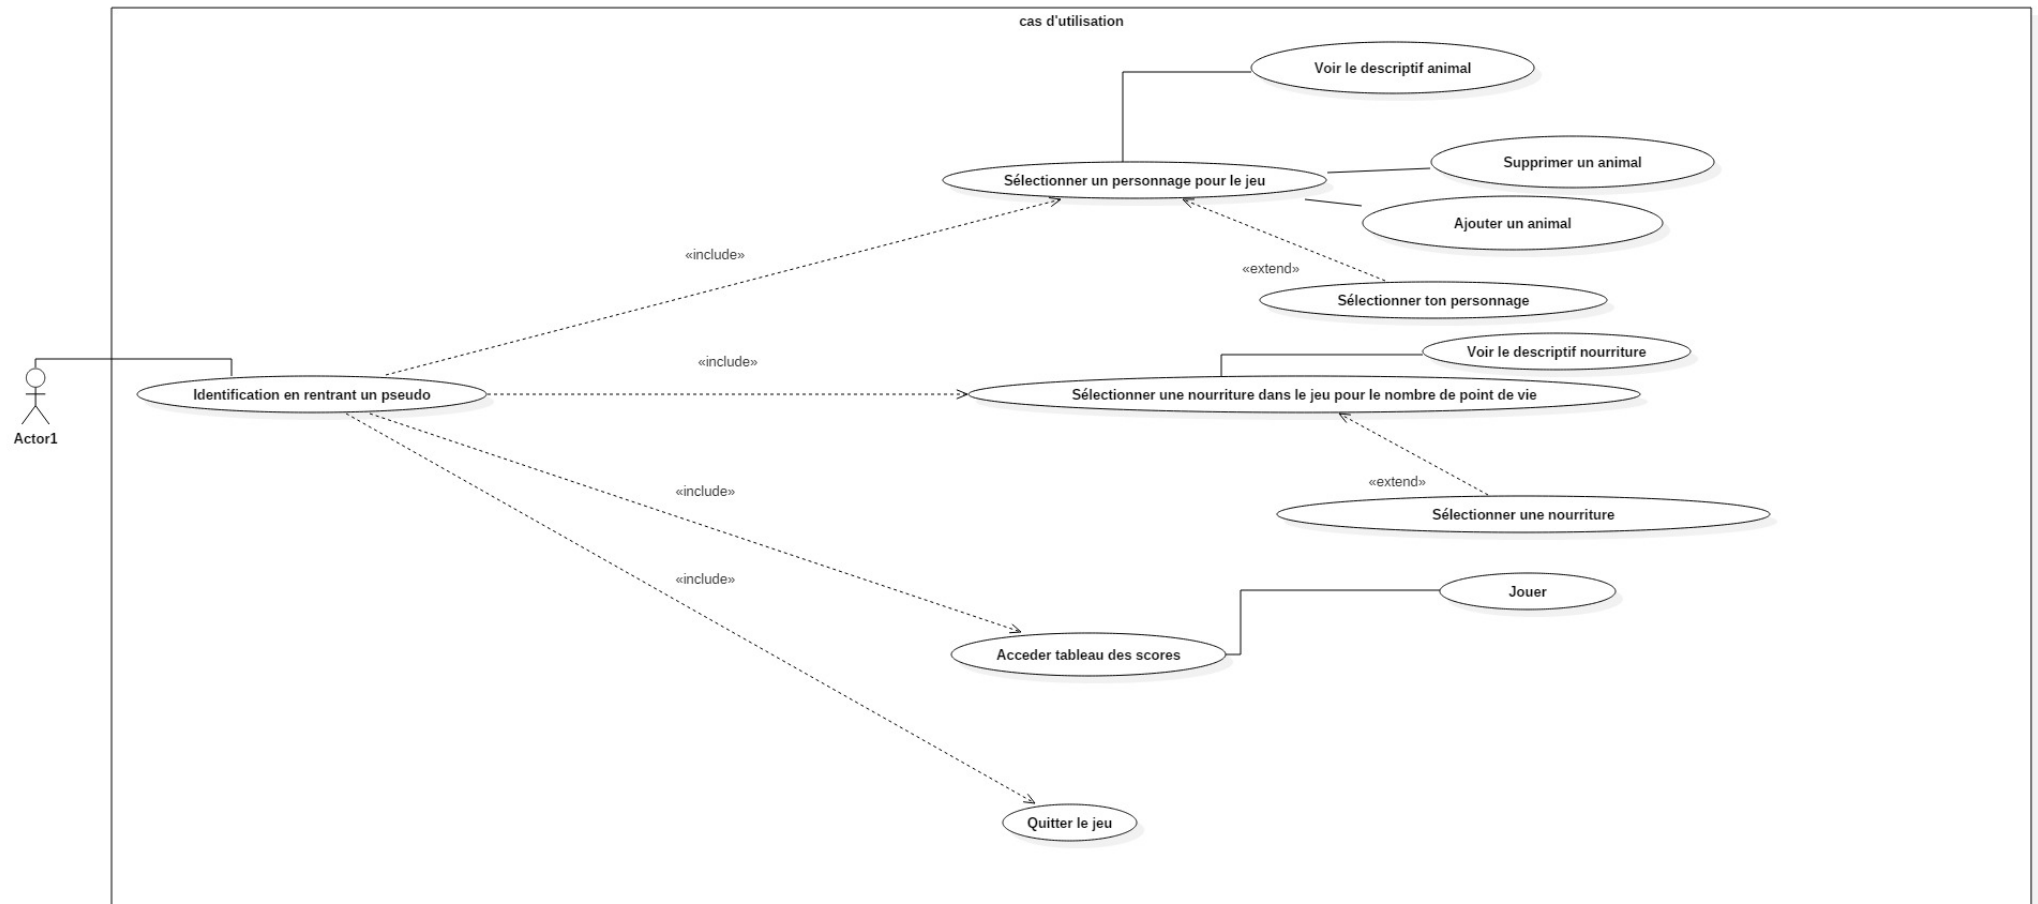 cas d'utilisation
Voir le descriptif animal
Supprimer un animal
Sélectionner un personnage pour le jeu
Ajouter un animal
«include»
«extend»
Sélectionner ton personnage
Voir le descriptif nourriture
«include»
Identification en rentrant un pseudo
Sélectionner une nourriture dans le jeu pour le nombre de point de vie
Actor1
«extend»
«include»
Sélectionner une nourriture
«include»
Jouer
Acceder tableau des scores
Quitter le jeu